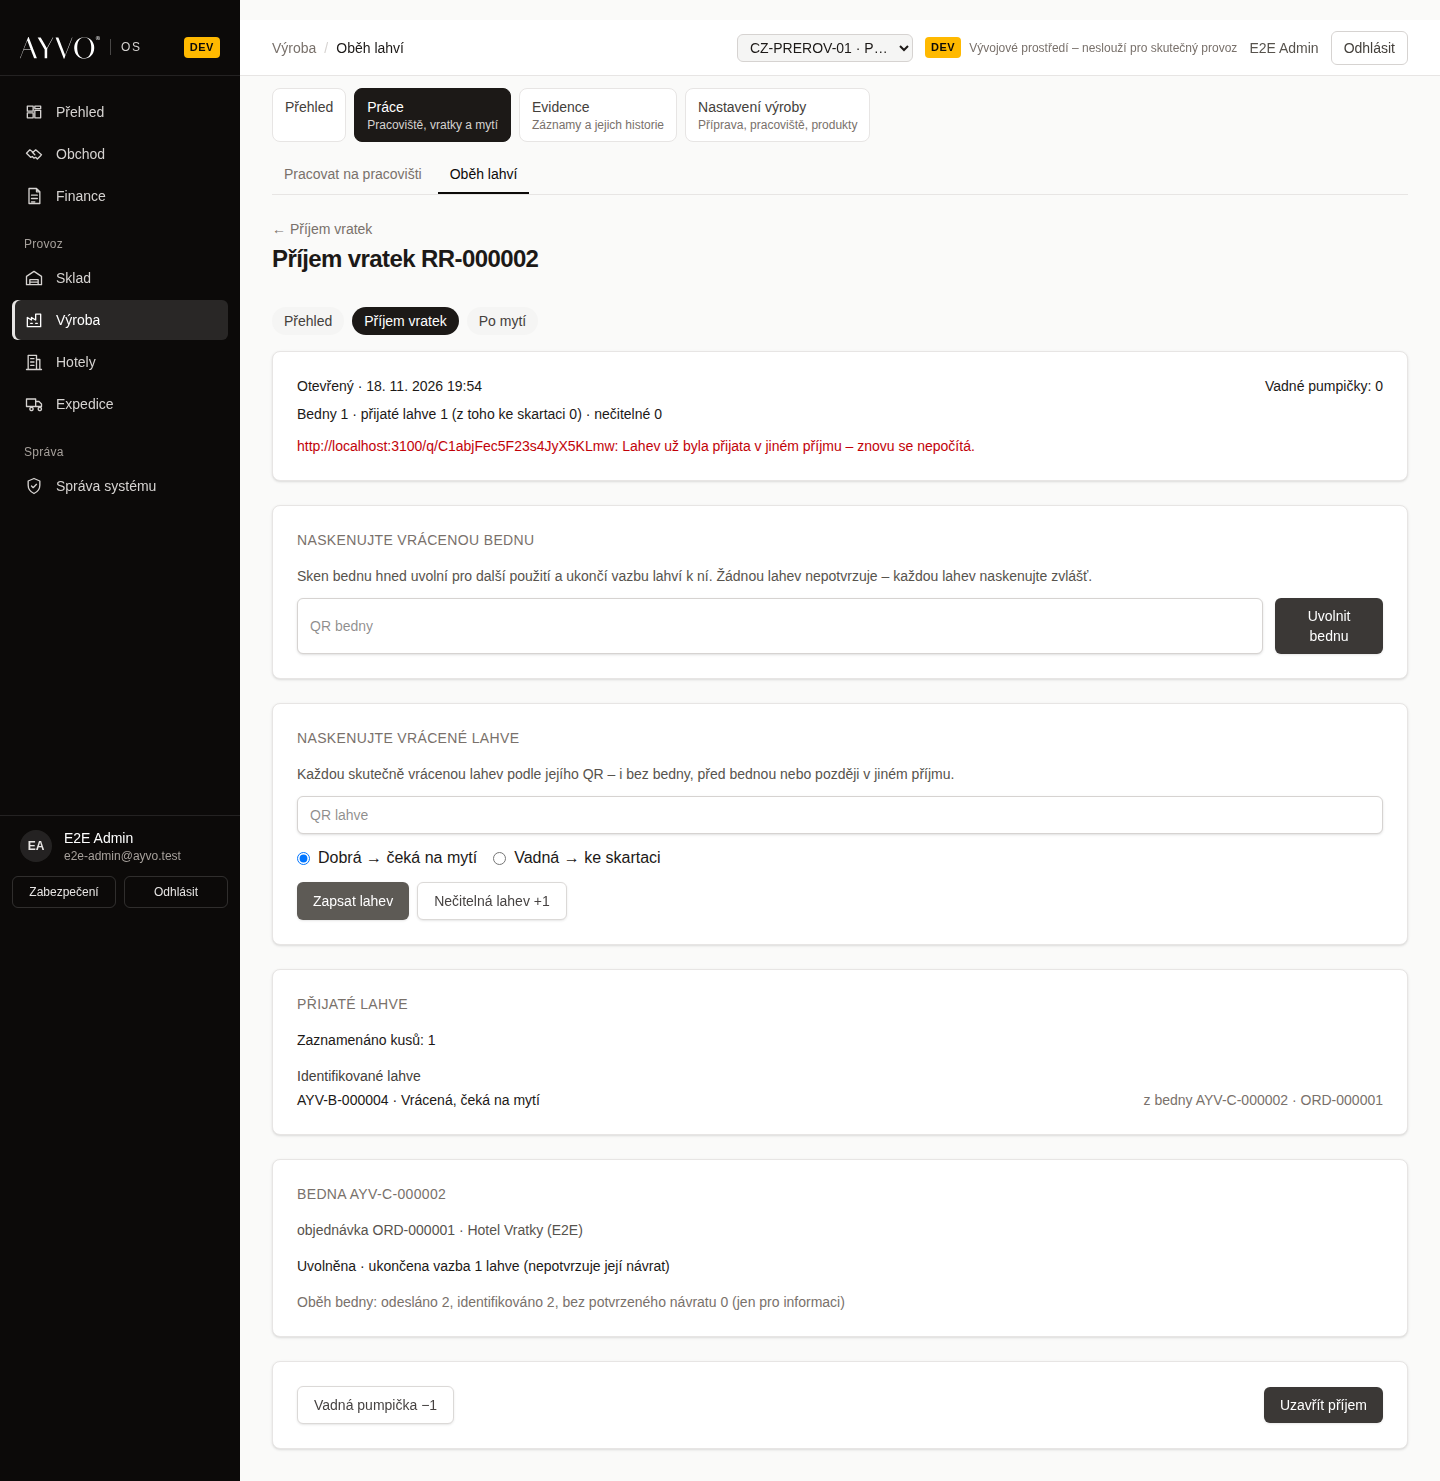 AYVO® OS DEV
Přehled
Obchod
Finance
Provoz
Sklad
Výroba
Hotely
Expedice
Správa
Správa systému
EA E2E Admin
e2e-admin@ayvo.test
Zabezpečení Odhlásit
Výroba / Oběh lahví
CZ-PREROV-01 · P… DEV Vývojové prostředí – neslouží pro skutečný provoz E2E Admin Odhlásit
Přehled
Práce
Pracoviště, vratky a mytí
Evidence
Záznamy a jejich historie
Nastavení výroby
Příprava, pracoviště, produkty
Pracovat na pracovišti Oběh lahví
← Příjem vratek
Příjem vratek RR-000002
Přehled Příjem vratek Po mytí
Otevřený · 18. 11. 2026 19:54 Vadné pumpičky: 0
Bedny 1 · přijaté lahve 1 (z toho ke skartaci 0) · nečitelné 0
http://localhost:3100/q/C1abjFec5F23s4JyX5KLmw: Lahev už byla přijata v jiném příjmu – znovu se nepočítá.
NASKENUJTE VRÁCENOU BEDNU
Sken bednu hned uvolní pro další použití a ukončí vazbu lahví k ní. Žádnou lahev nepotvrzuje – každou lahev naskenujte zvlášť.
QR bedny
Uvolnit
bednu
NASKENUJTE VRÁCENÉ LAHVE
Každou skutečně vrácenou lahev podle jejího QR – i bez bedny, před bednou nebo později v jiném příjmu.
QR lahve
Dobrá → čeká na mytí Vadná → ke skartaci
Zapsat lahev Nečitelná lahev +1
PŘIJATÉ LAHVE
Zaznamenáno kusů: 1
Identifikované lahve
AYV-B-000004 · Vrácená, čeká na mytí z bedny AYV-C-000002 · ORD-000001
BEDNA AYV-C-000002
objednávka ORD-000001 · Hotel Vratky (E2E)
Uvolněna · ukončena vazba 1 lahve (nepotvrzuje její návrat)
Oběh bedny: odesláno 2, identifikováno 2, bez potvrzeného návratu 0 (jen pro informaci)
Vadná pumpička −1 Uzavřít příjem